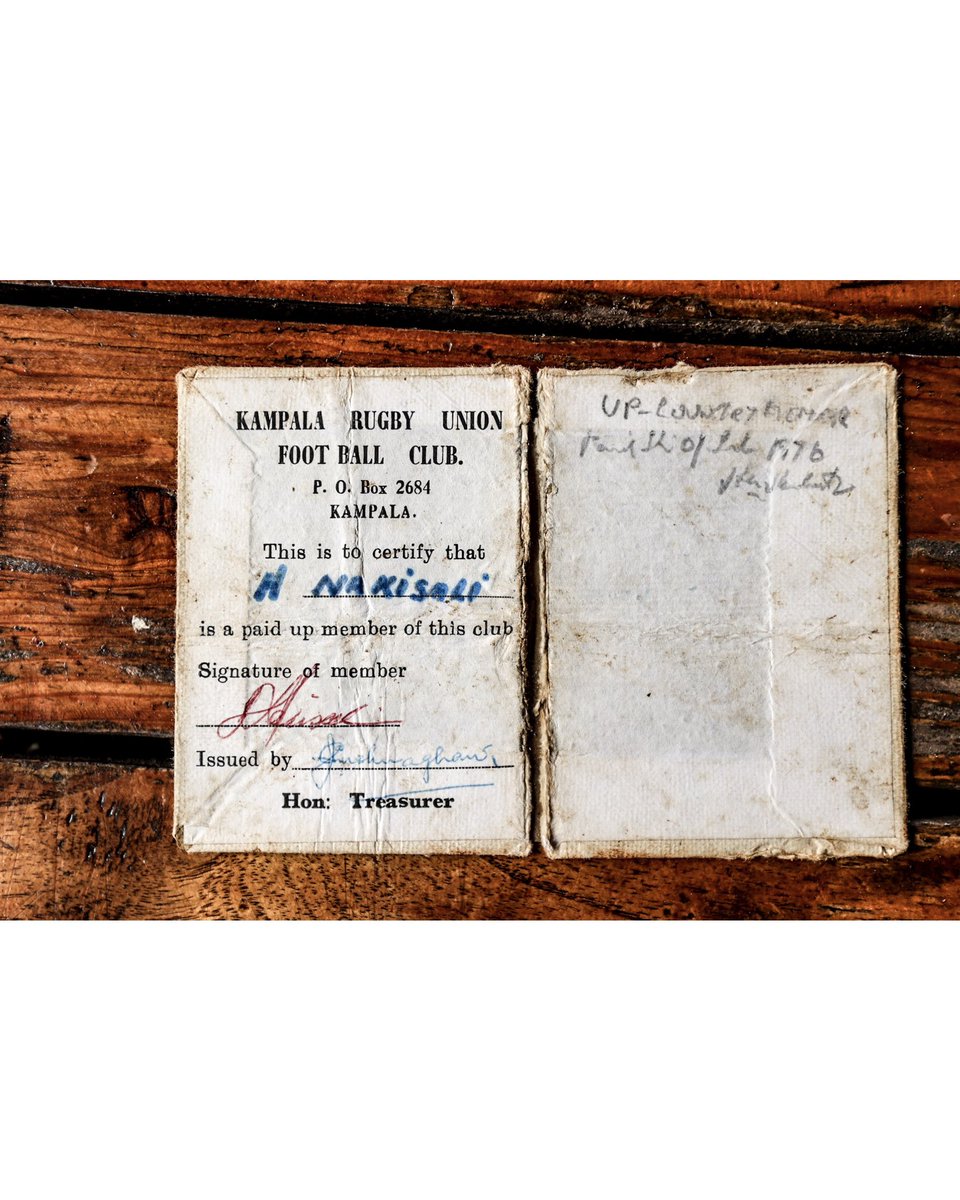 KAMPALA RUGBY UNION
FOOT BALL CLUB.
P. O. Box 2684
KAMPALA.
This is to certify that
A NAKISALI
is a paid up member of this club
Signature of member
Issued by
Hon: Treasurer
UP-COUNTRY
1976